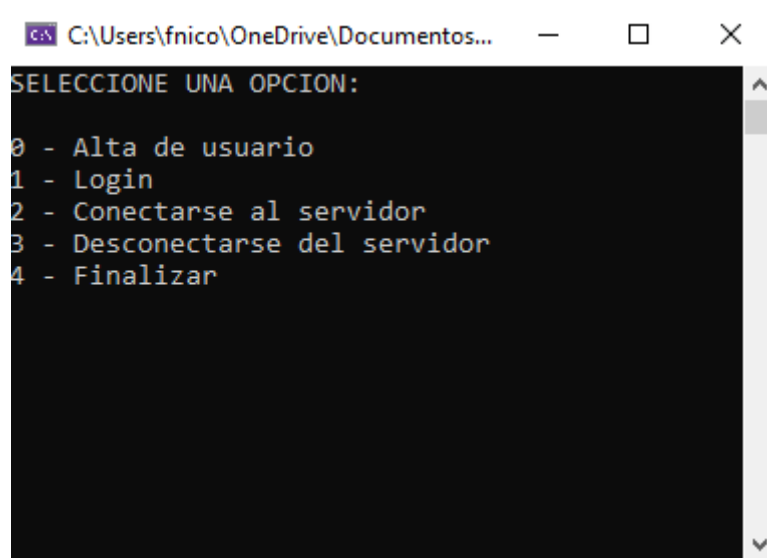 C:\Users\fnico\OneDrive\Documentos...
SELECCIONE UNA OPCION:
0 - Alta de usuario
1 - Login
2 - Conectarse al servidor
3 - Desconectarse del servidor
4 - Finalizar